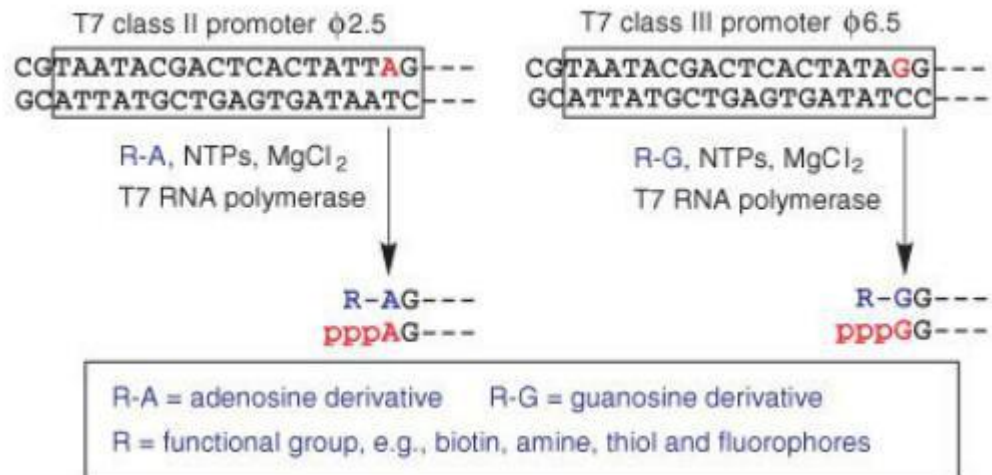 T7 class II promoter ϕ2.5
CGTAATACGACTCACTATTAG---
GCATTATGCTGAGTGATAATC---
R-A, NTPs, MgCl₂
T7 RNA polymerase
R-AG---
pppAG---
T7 class III promoter ϕ6.5
CGTAATACGACTCACTATAGG---
GCATTATGCTGAGTGATATCC---
R-G, NTPs, MgCl₂
T7 RNA polymerase
R-GG---
pppGG---
R-A = adenosine derivative R-G = guanosine derivative
R = functional group, e.g., biotin, amine, thiol and fluorophores